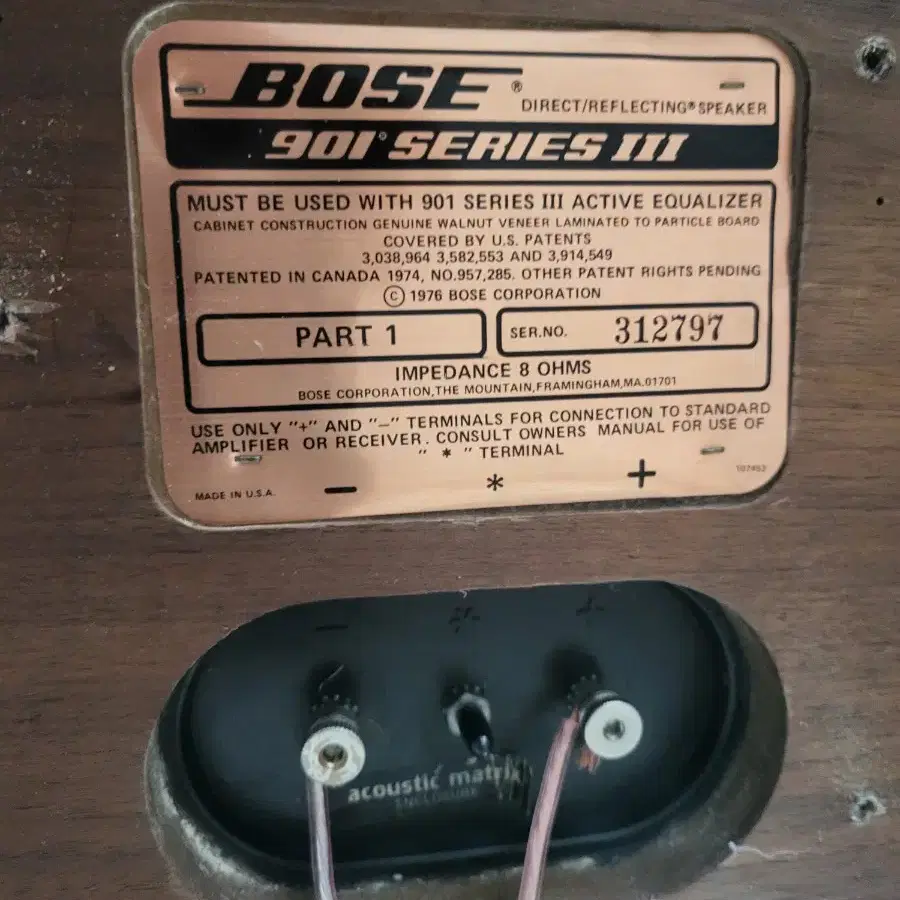 BOSE®
DIRECT/REFLECTING® SPEAKER
901® SERIES III
MUST BE USED WITH 901 SERIES III ACTIVE EQUALIZER
CABINET CONSTRUCTION GENUINE WALNUT VENEER LAMINATED TO PARTICLE BOARD
COVERED BY U.S. PATENTS
3,038,964 3,582,553 AND 3,914,549
PATENTED IN CANADA 1974, NO.957,285. OTHER PATENT RIGHTS PENDING
© 1976 BOSE CORPORATION
PART 1
SER.NO. 312797
IMPEDANCE 8 OHMS
BOSE CORPORATION, THE MOUNTAIN, FRAMINGHAM, MA. 01701
USE ONLY "+" AND "–" TERMINALS FOR CONNECTION TO STANDARD
AMPLIFIER OR RECEIVER. CONSULT OWNERS MANUAL FOR USE OF
" * " TERMINAL
MADE IN U.S.A.
– * +
acoustic matrix
ENCLOSURE